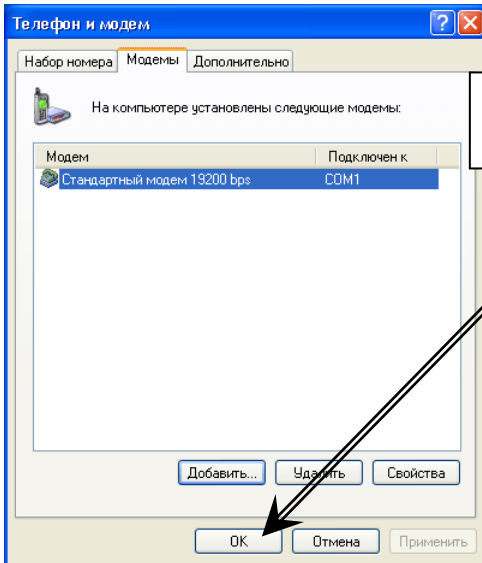 Телефон и модем
Набор номера Модемы Дополнительно
На компьютере установлены следующие модемы:
Модем Подключен к
Стандартный модем 19200 bps COM1
Добавить... Удалить Свойства
OK Отмена Применить